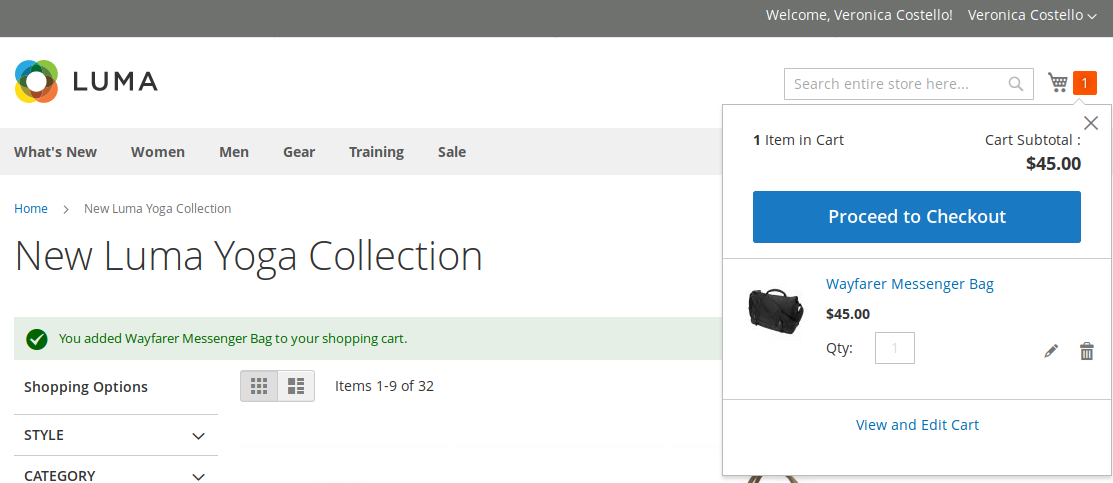 Welcome, Veronica Costello! Veronica Costello
LUMA
Search entire store here...
1
What's New Women Men Gear Training Sale
1 Item in Cart
Cart Subtotal :
$45.00
Proceed to Checkout
Wayfarer Messenger Bag
$45.00
Qty: 1
View and Edit Cart
Home New Luma Yoga Collection
New Luma Yoga Collection
You added Wayfarer Messenger Bag to your shopping cart.
Shopping Options
Items 1-9 of 32
STYLE
CATEGORY